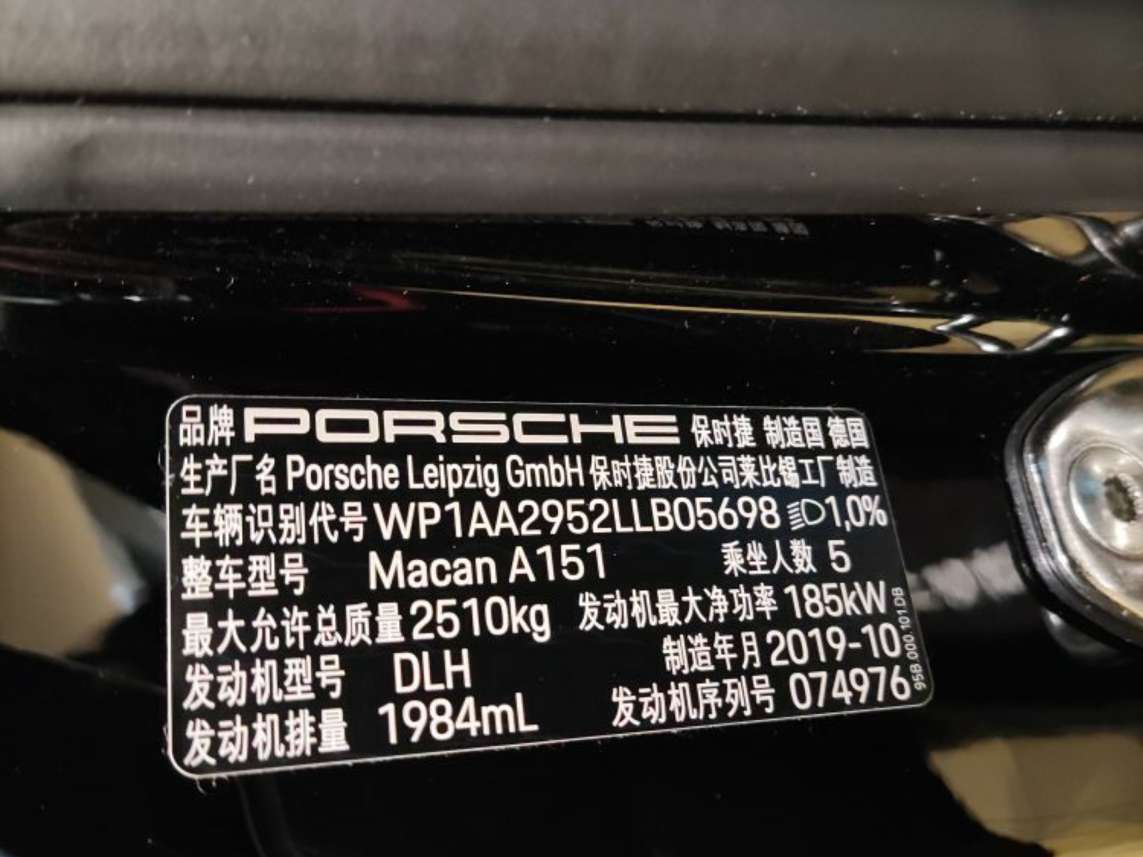 品牌 PORSCHE 保时捷 制造国 德国
生产厂名 Porsche Leipzig GmbH 保时捷股份公司莱比锡工厂制造
车辆识别代号 WP1AA2952LLB05698 1,0%
整车型号 Macan A151 乘坐人数 5
最大允许总质量 2510kg 发动机最大净功率 185kW
发动机型号 DLH 制造年月 2019-10
发动机排量 1984mL 发动机序列号 074976
95B.000.101.DB